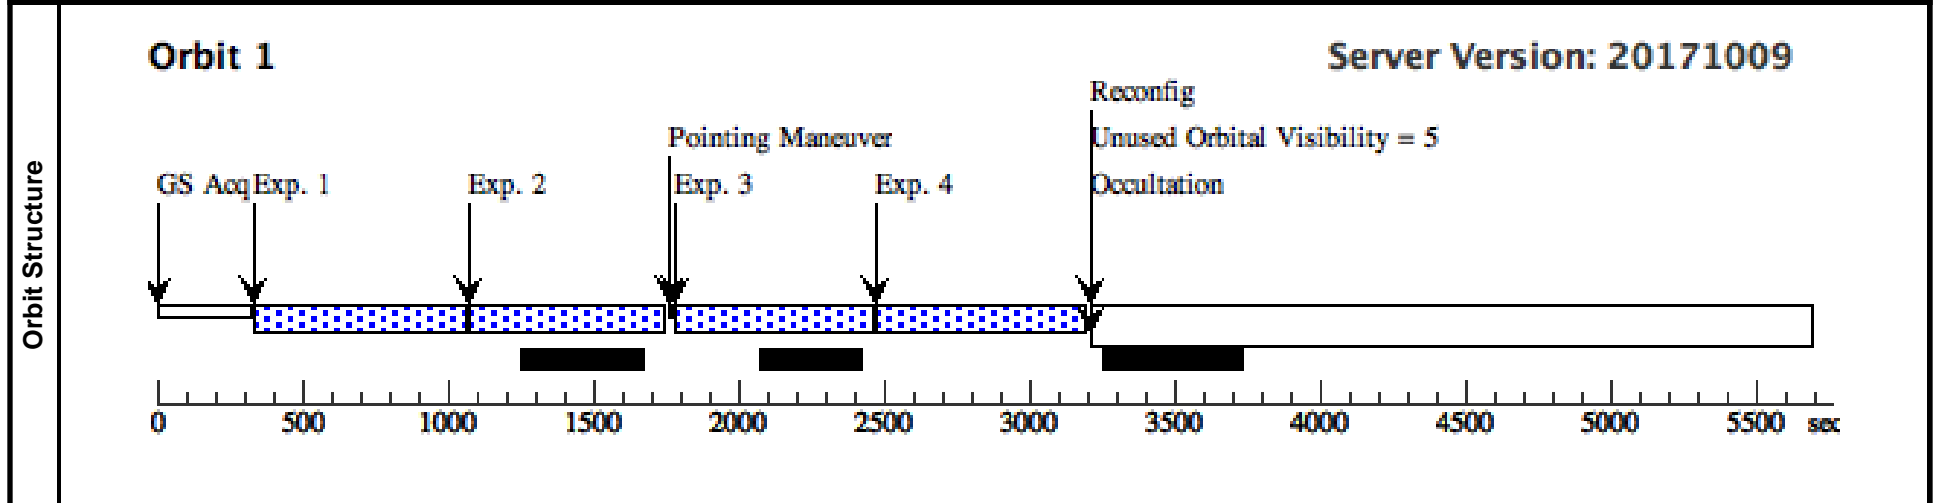 Orbit Structure
Orbit 1
Server Version: 20171009
Reconfig
Pointing Maneuver
Unused Orbital Visibility = 5
GS Acq
Exp. 1
Exp. 2
Exp. 3
Exp. 4
Occultation
0 500 1000 1500 2000 2500 3000 3500 4000 4500 5000 5500 sec